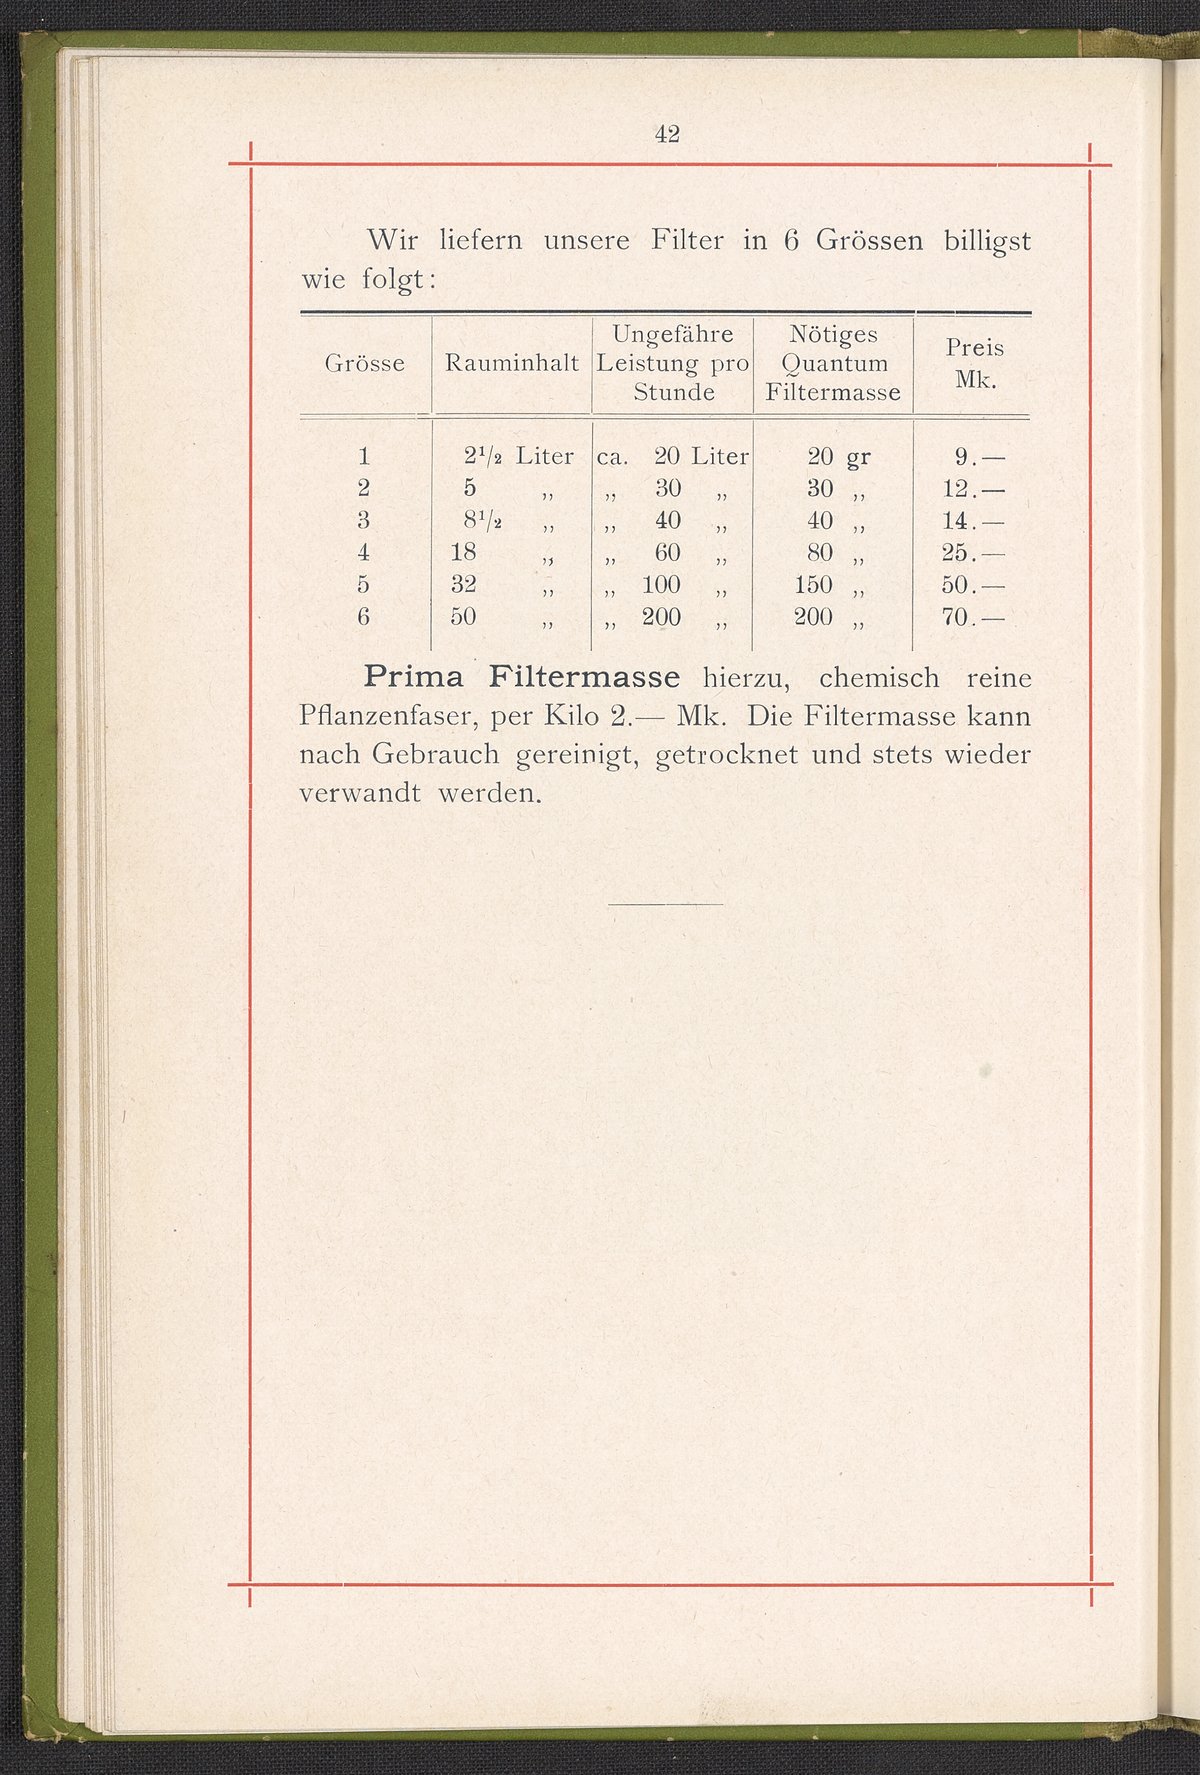 42
Wir liefern unsere Filter in 6 Grössen billigst
wie folgt:
Grösse | Rauminhalt | Ungefähre Leistung pro Stunde | Nötiges Quantum Filtermasse | Preis Mk.
1 | 2¹/₂ Liter | ca. 20 Liter | 20 gr | 9.—
2 | 5 „ | „ 30 „ | 30 „ | 12.—
3 | 8¹/₂ „ | „ 40 „ | 40 „ | 14.—
4 | 18 „ | „ 60 „ | 80 „ | 25.—
5 | 32 „ | „ 100 „ | 150 „ | 50.—
6 | 50 „ | „ 200 „ | 200 „ | 70.—
Prima Filtermasse hierzu, chemisch reine
Pflanzenfaser, per Kilo 2.— Mk. Die Filtermasse kann
nach Gebrauch gereinigt, getrocknet und stets wieder
verwandt werden.